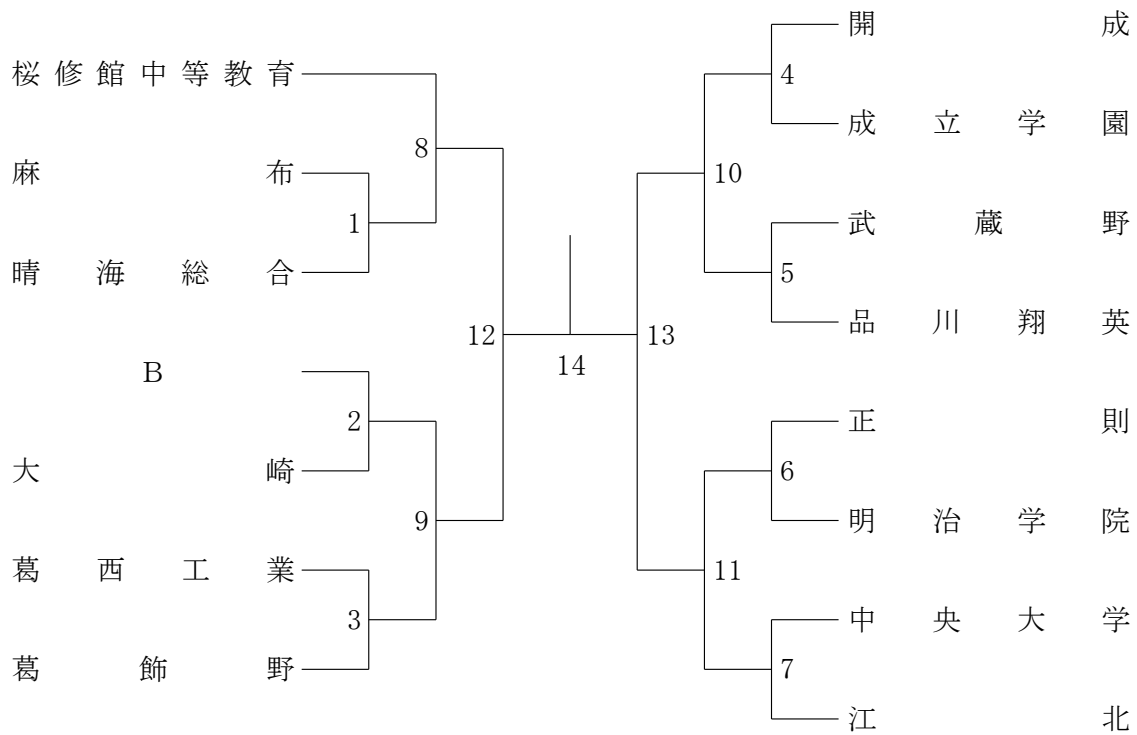 桜修館中等教育
麻布
晴海総合
B
大崎
葛西工業
葛飾野
1
2
3
8
9
12
14
13
10
11
4
5
6
7
開成
成立学園
武蔵野
品川翔英
正則
明治学院
中央大学
江北